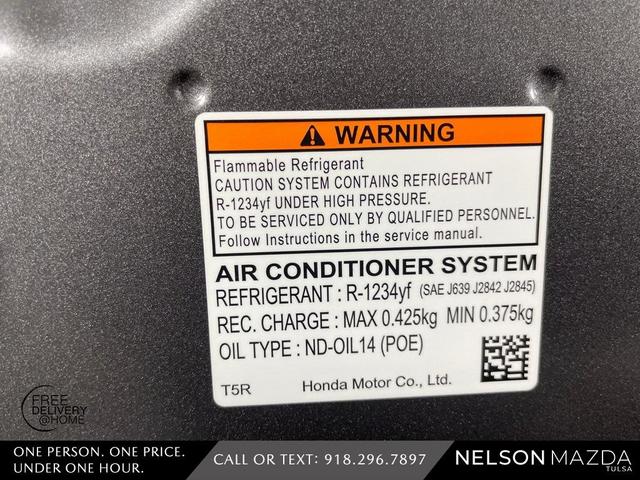 WARNING
Flammable Refrigerant
CAUTION SYSTEM CONTAINS REFRIGERANT
R-1234yf UNDER HIGH PRESSURE.
TO BE SERVICED ONLY BY QUALIFIED PERSONNEL.
Follow Instructions in the service manual.
AIR CONDITIONER SYSTEM
REFRIGERANT : R-1234yf (SAE J639 J2842 J2845)
REC. CHARGE : MAX 0.425kg MIN 0.375kg
OIL TYPE : ND-OIL14 (POE)
T5R Honda Motor Co., Ltd.
FREE
DELIVERY
@HOME
ONE PERSON. ONE PRICE.
UNDER ONE HOUR.
CALL OR TEXT: 918.296.7897
NELSON MAZDA
TULSA